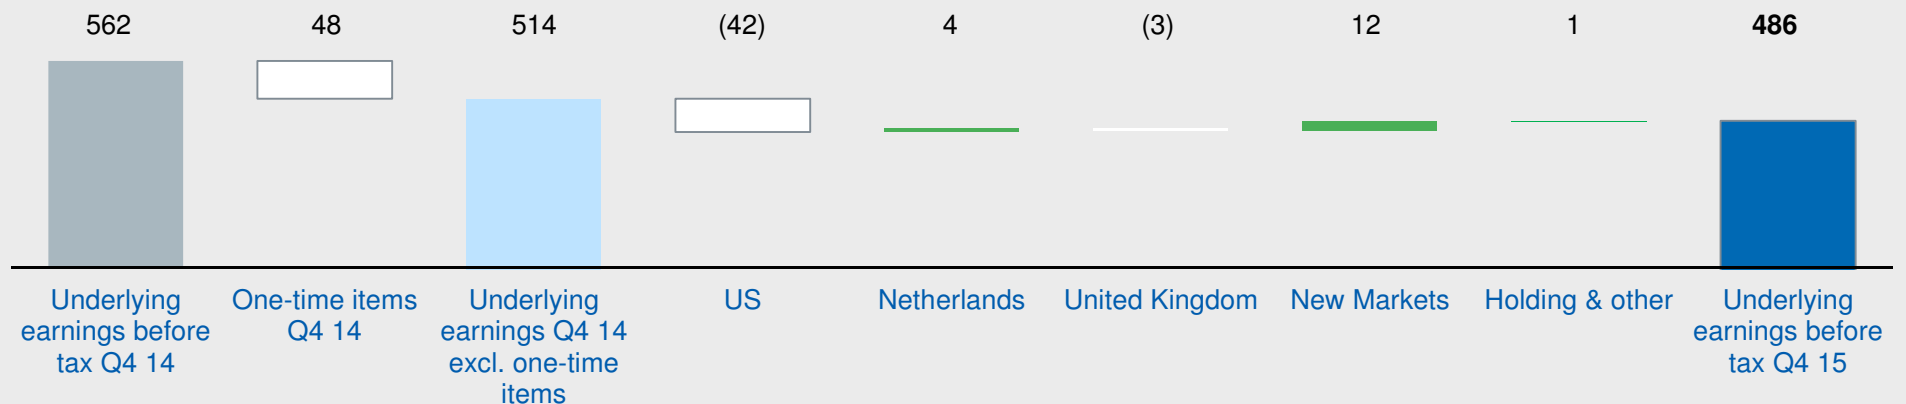 562 48 514 (42) 4 (3) 12 1 486
Underlying
earnings before
tax Q4 14
One-time items
Q4 14
Underlying
earnings Q4 14
excl. one-time
items
US
Netherlands
United Kingdom
New Markets
Holding & other
Underlying
earnings before
tax Q4 15